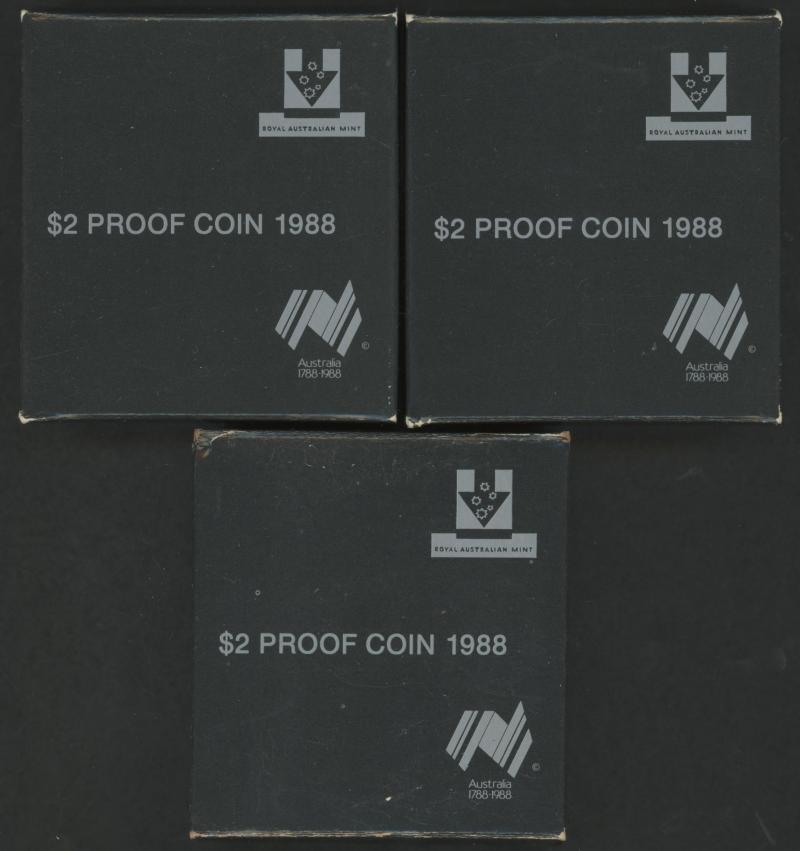 ROYAL AUSTRALIAN MINT
$2 PROOF COIN 1988
©
Australia
1788-1988
ROYAL AUSTRALIAN MINT
$2 PROOF COIN 1988
©
Australia
1788-1988
ROYAL AUSTRALIAN MINT
$2 PROOF COIN 1988
©
Australia
1788-1988